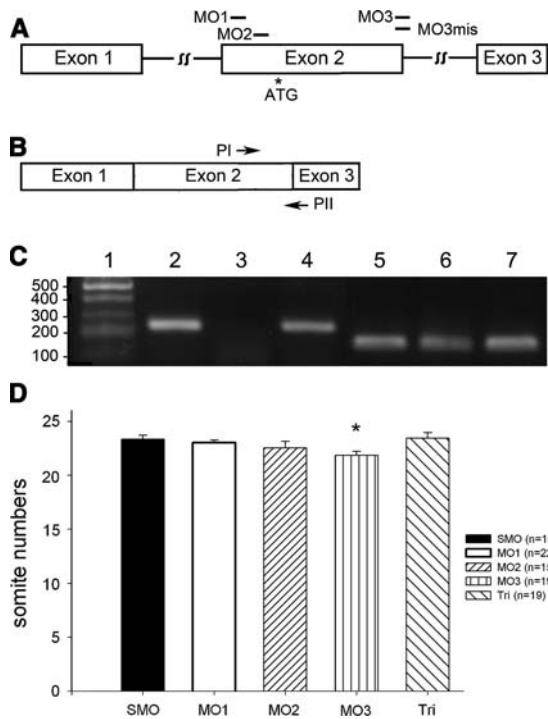 A
MO1
MO2
MO3
MO3mis
Exon 1
Exon 2
Exon 3
*
ATG
B
PI
Exon 1
Exon 2
Exon 3
PII
C
1 2 3 4 5 6 7
500
400
300
200
100
D
25
20
15
10
5
0
somite numbers
*
SMO MO1 MO2 MO3 Tri
SMO
MO1
MO2
MO3
Tri (n=19)